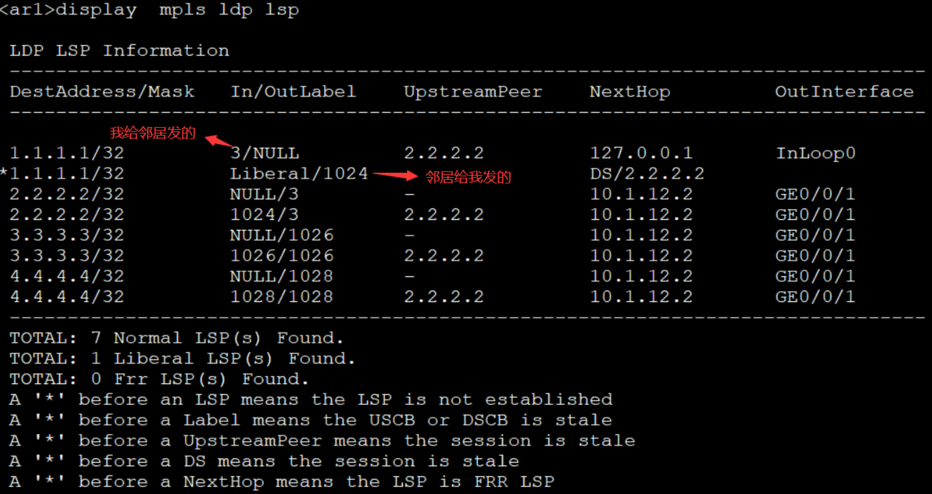 <ar1>display  mpls ldp lsp
LDP LSP Information
-------------------------------------------------------------------------------
DestAddress/Mask   In/OutLabel    UpstreamPeer    NextHop         OutInterface
-------------------------------------------------------------------------------
我给邻居发的
1.1.1.1/32         3/NULL         2.2.2.2         127.0.0.1       InLoop0
*1.1.1.1/32         Liberal/1024 邻居给我发的                   DS/2.2.2.2
2.2.2.2/32         NULL/3         -               10.1.12.2       GE0/0/1
2.2.2.2/32         1024/3         2.2.2.2         10.1.12.2       GE0/0/1
3.3.3.3/32         NULL/1026      -               10.1.12.2       GE0/0/1
3.3.3.3/32         1026/1026      2.2.2.2         10.1.12.2       GE0/0/1
4.4.4.4/32         NULL/1028      -               10.1.12.2       GE0/0/1
4.4.4.4/32         1028/1028      2.2.2.2         10.1.12.2       GE0/0/1
-------------------------------------------------------------------------------
TOTAL: 7 Normal LSP(s) Found.
TOTAL: 1 Liberal LSP(s) Found.
TOTAL: 0 Frr LSP(s) Found.
A '*' before an LSP means the LSP is not established
A '*' before a Label means the USCB or DSCB is stale
A '*' before a UpstreamPeer means the session is stale
A '*' before a DS means the session is stale
A '*' before a NextHop means the LSP is FRR LSP